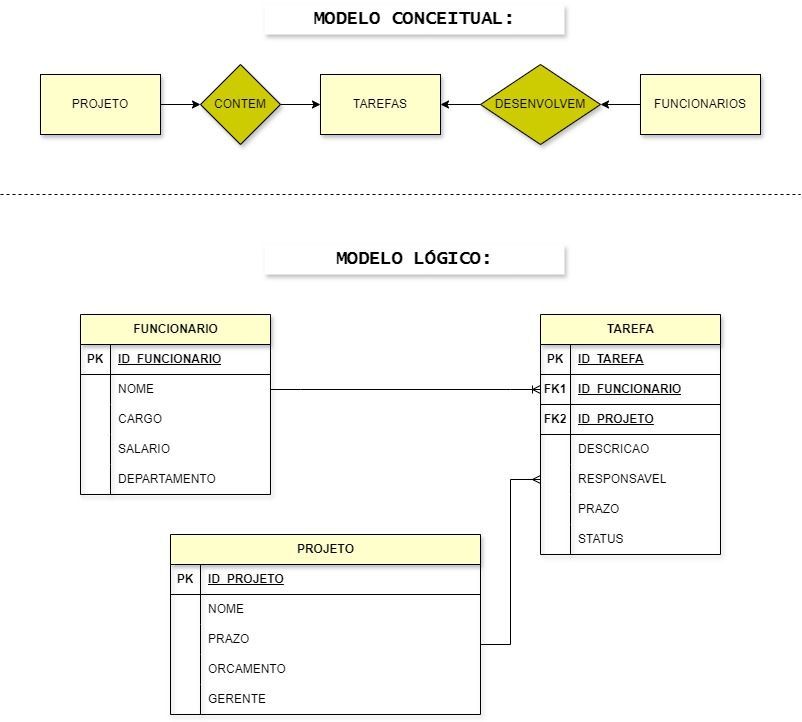 MODELO CONCEITUAL:
PROJETO CONTEM TAREFAS DESENVOLVEM FUNCIONARIOS
MODELO LÓGICO:
FUNCIONARIO
PK ID_FUNCIONARIO
NOME
CARGO
SALARIO
DEPARTAMENTO
TAREFA
PK ID_TAREFA
FK1 ID_FUNCIONARIO
FK2 ID_PROJETO
DESCRICAO
RESPONSAVEL
PRAZO
STATUS
PROJETO
PK ID_PROJETO
NOME
PRAZO
ORCAMENTO
GERENTE